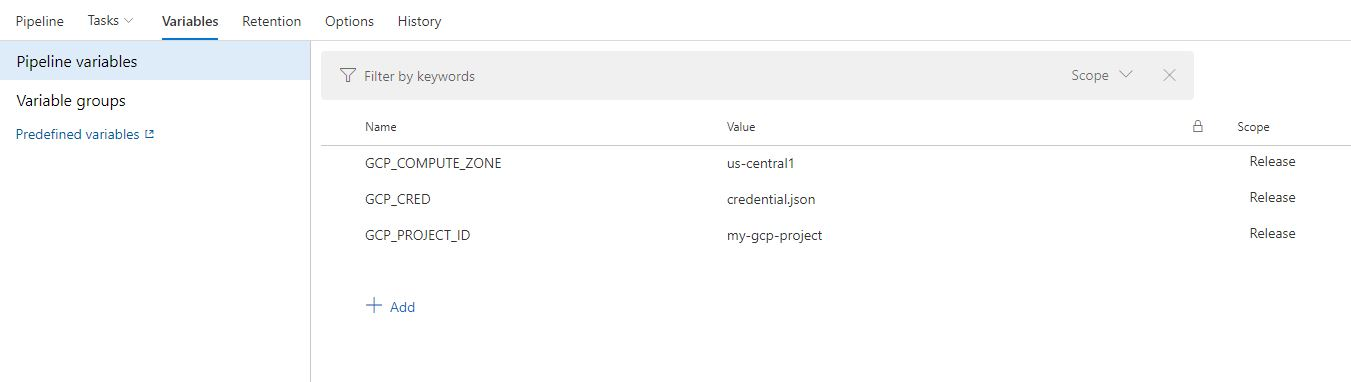 Pipeline Tasks Variables Retention Options History
Pipeline variables
Variable groups
Predefined variables
Filter by keywords Scope
Name Value Scope
GCP_COMPUTE_ZONE us-central1 Release
GCP_CRED credential.json Release
GCP_PROJECT_ID my-gcp-project Release
Add